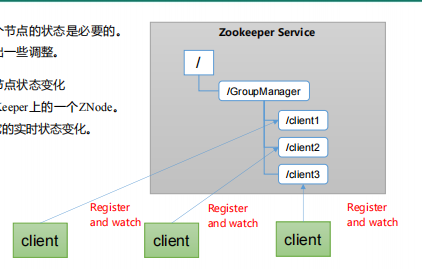 个节点的状态是必要的。
出一些调整。
节点状态变化
Keeper上的一个ZNode。
它的实时状态变化。
Zookeeper Service
/
/GroupManager
/client1
/client2
/client3
Register
and watch
Register
and watch
Register
and watch
client
client
client